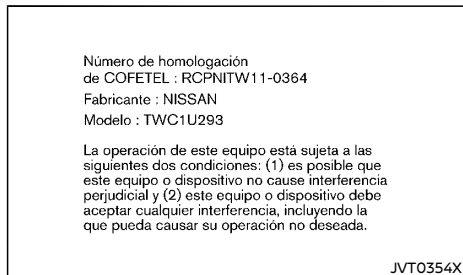 Número de homologación
de COFETEL : RCPNITW11-0364
Fabricante : NISSAN
Modelo : TWC1U293
La operación de este equipo está sujeta a las
siguientes dos condiciones: (1) es posible que
este equipo o dispositivo no cause interferencia
perjudicial y (2) este equipo o dispositivo debe
aceptar cualquier interferencia, incluyendo la
que pueda causar su operación no deseada.
JVT0354X